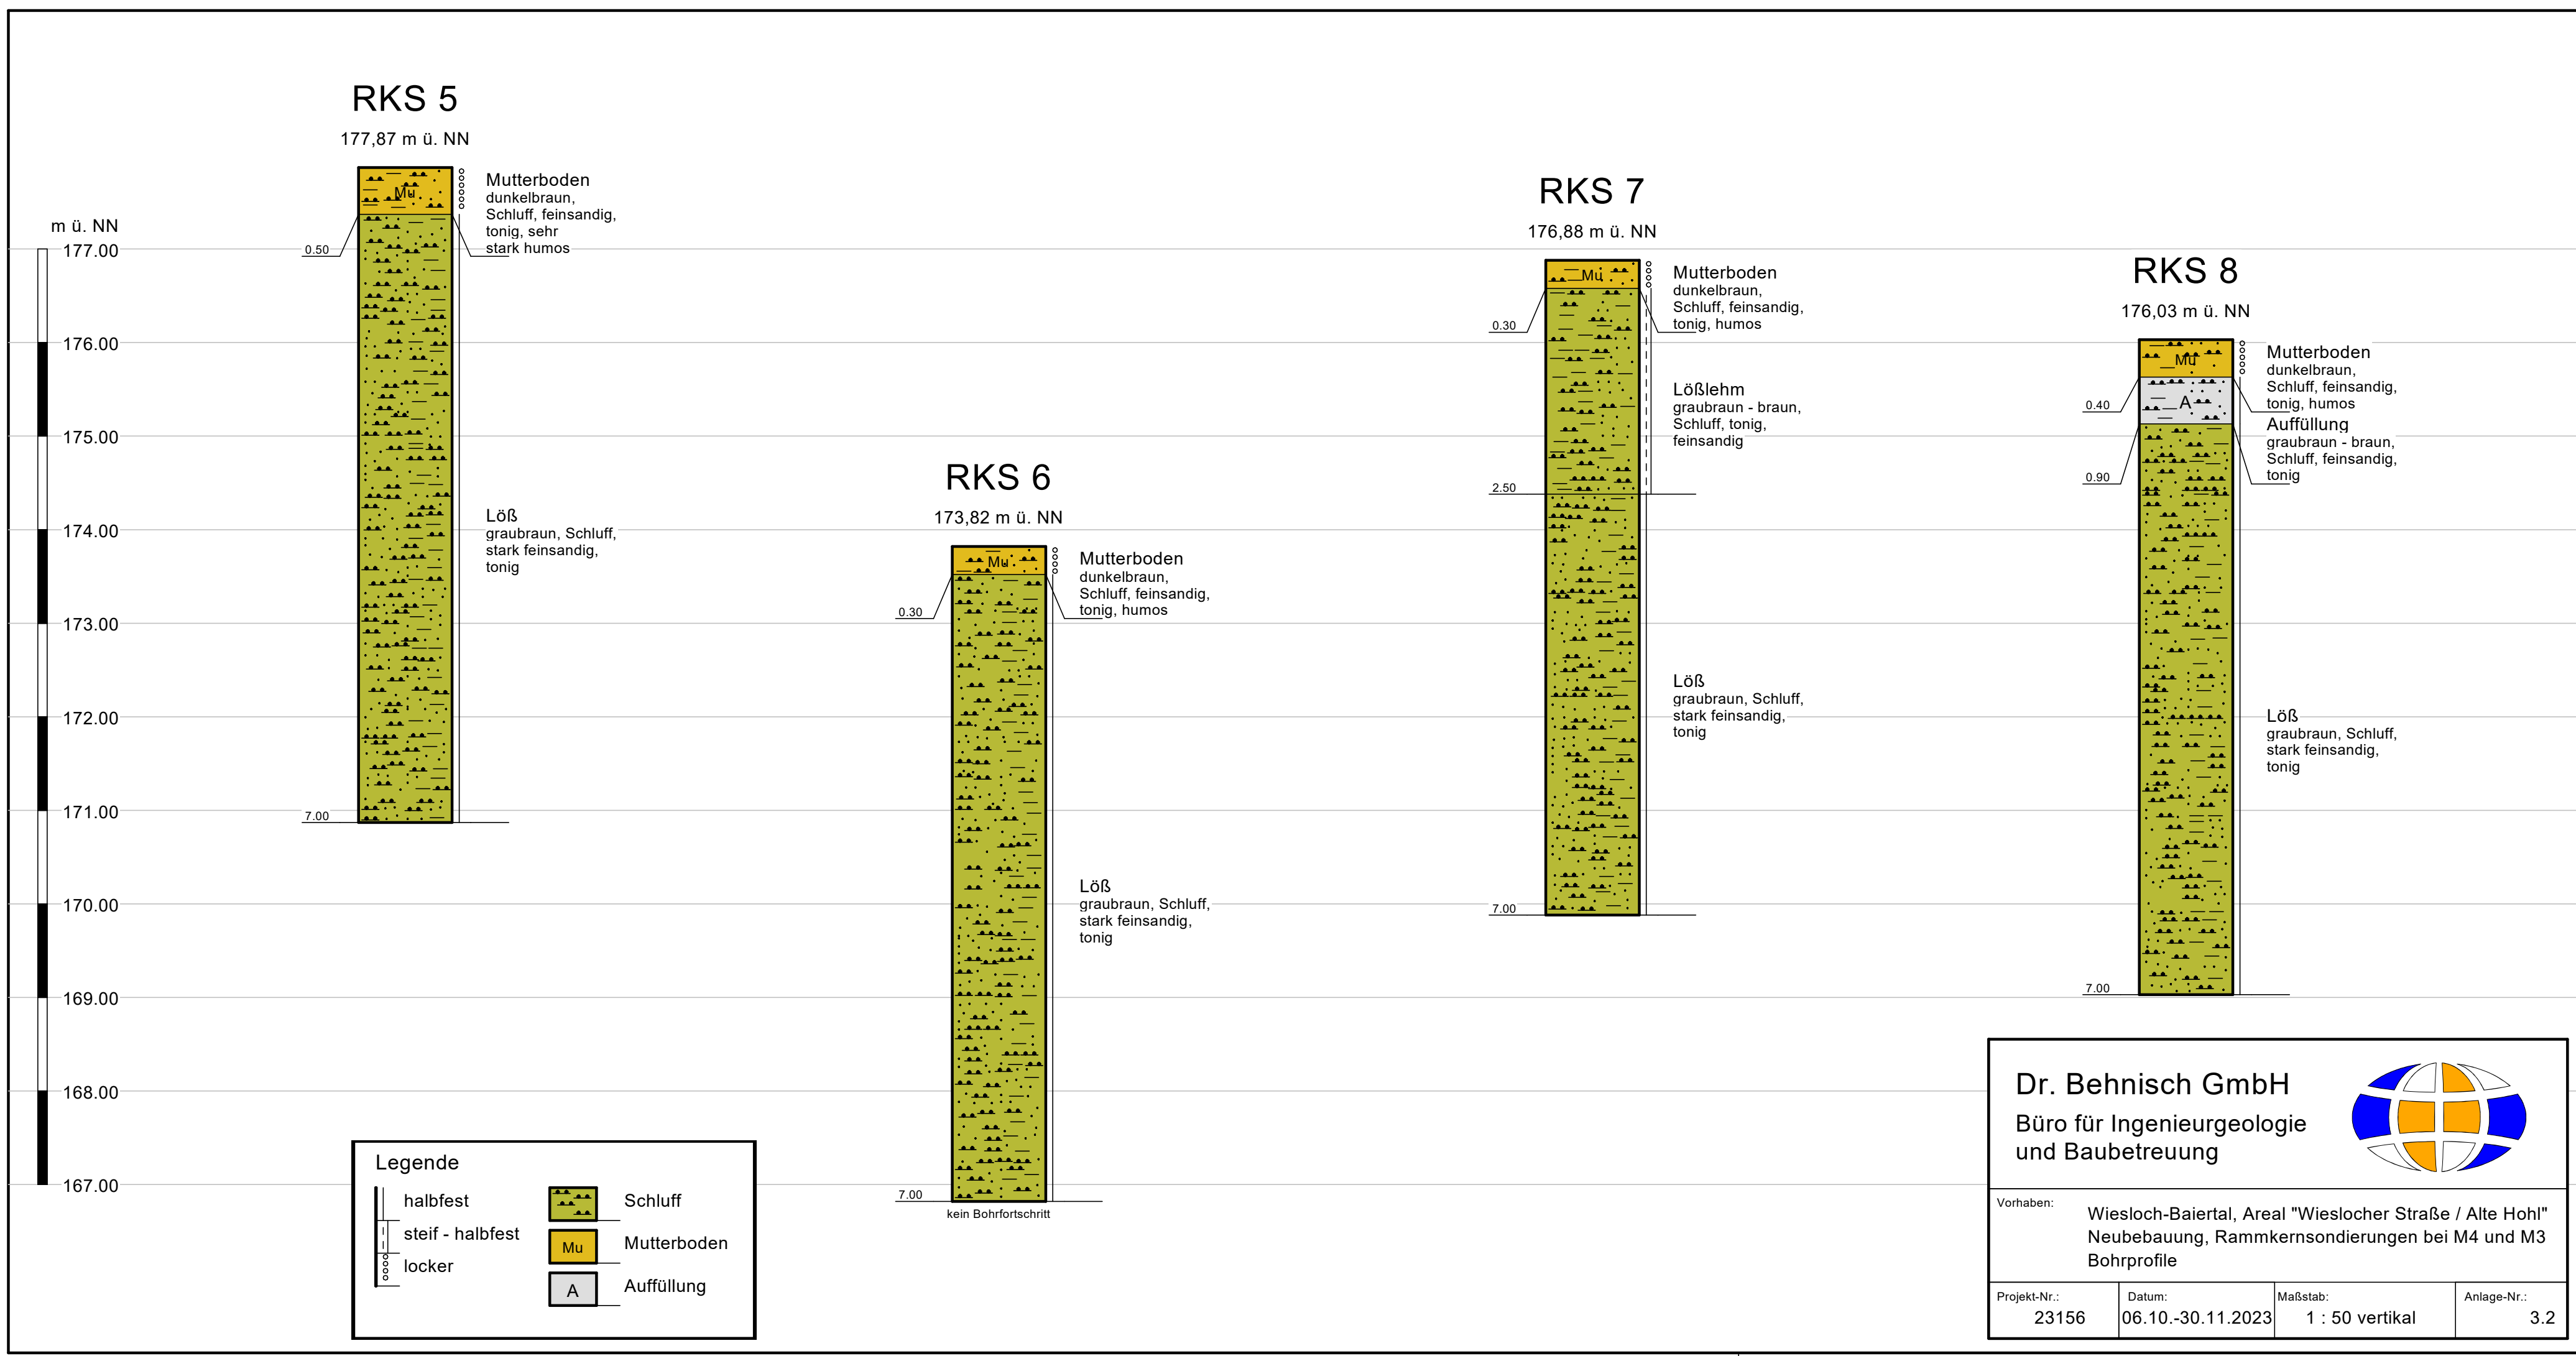 RKS 5
177,87 m ü. NN
Mu
0.50
7.00
Mutterboden
dunkelbraun,
Schluff, feinsandig,
tonig, sehr
stark humos
Löß
graubraun, Schluff,
stark feinsandig,
tonig
m ü. NN
177.00
176.00
175.00
174.00
173.00
172.00
171.00
170.00
169.00
168.00
167.00
RKS 6
173,82 m ü. NN
Mu
0.30
7.00
Mutterboden
dunkelbraun,
Schluff, feinsandig,
tonig, humos
Löß
graubraun, Schluff,
stark feinsandig,
tonig
kein Bohrfortschritt
RKS 7
176,88 m ü. NN
Mu
0.30
2.50
7.00
Mutterboden
dunkelbraun,
Schluff, feinsandig,
tonig, humos
Lößlehm
graubraun - braun,
Schluff, tonig,
feinsandig
Löß
graubraun, Schluff,
stark feinsandig,
tonig
RKS 8
176,03 m ü. NN
Mu
A
0.40
0.90
7.00
Mutterboden
dunkelbraun,
Schluff, feinsandig,
tonig, humos
Auffüllung
graubraun - braun,
Schluff, feinsandig,
tonig
Löß
graubraun, Schluff,
stark feinsandig,
tonig
Legende
halbfest
steif - halbfest
locker
Schluff
Mu Mutterboden
A Auffüllung
Dr. Behnisch GmbH
Büro für Ingenieurgeologie
und Baubetreuung
Vorhaben:
Wiesloch-Baiertal, Areal "Wieslocher Straße / Alte Hohl"
Neubebauung, Rammkernsondierungen bei M4 und M3
Bohrprofile
Projekt-Nr.:
23156
Datum:
06.10.-30.11.2023
Maßstab:
1 : 50 vertikal
Anlage-Nr.:
3.2